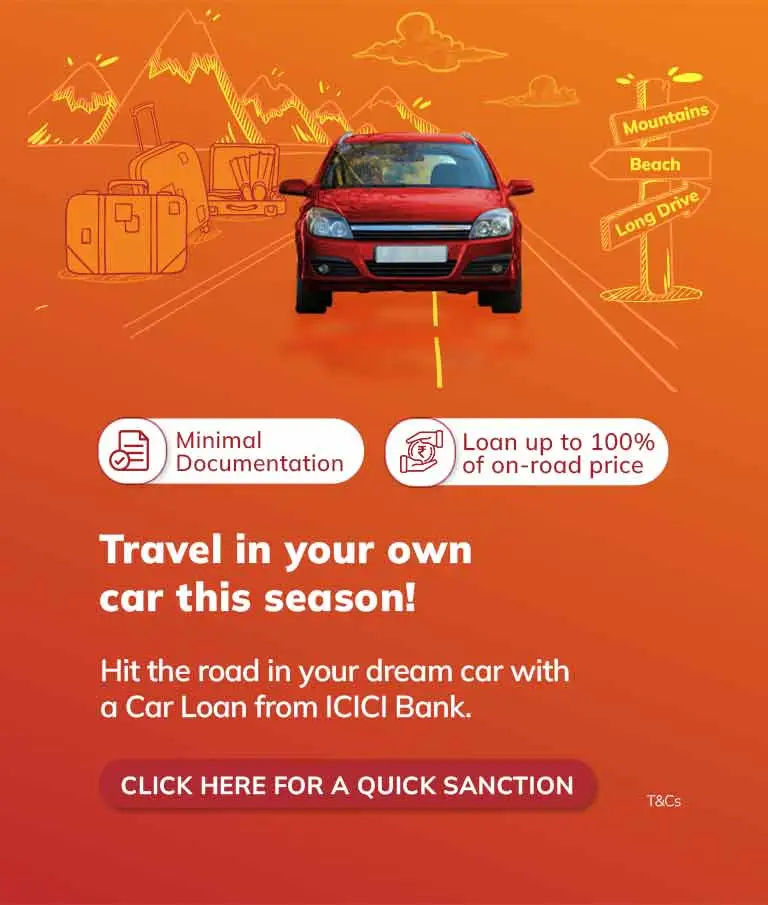 Mountains
Beach
Long Drive
Minimal
Documentation
Loan up to 100%
of on-road price
Travel in your own
car this season!
Hit the road in your dream car with
a Car Loan from ICICI Bank.
CLICK HERE FOR A QUICK SANCTION
T&Cs